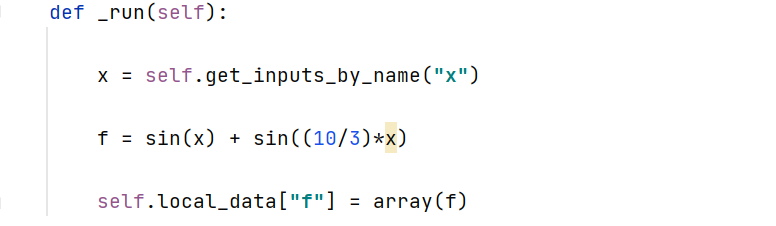 def _run(self):
x = self.get_inputs_by_name("x")
f = sin(x) + sin((10/3)*x)
self.local_data["f"] = array(f)